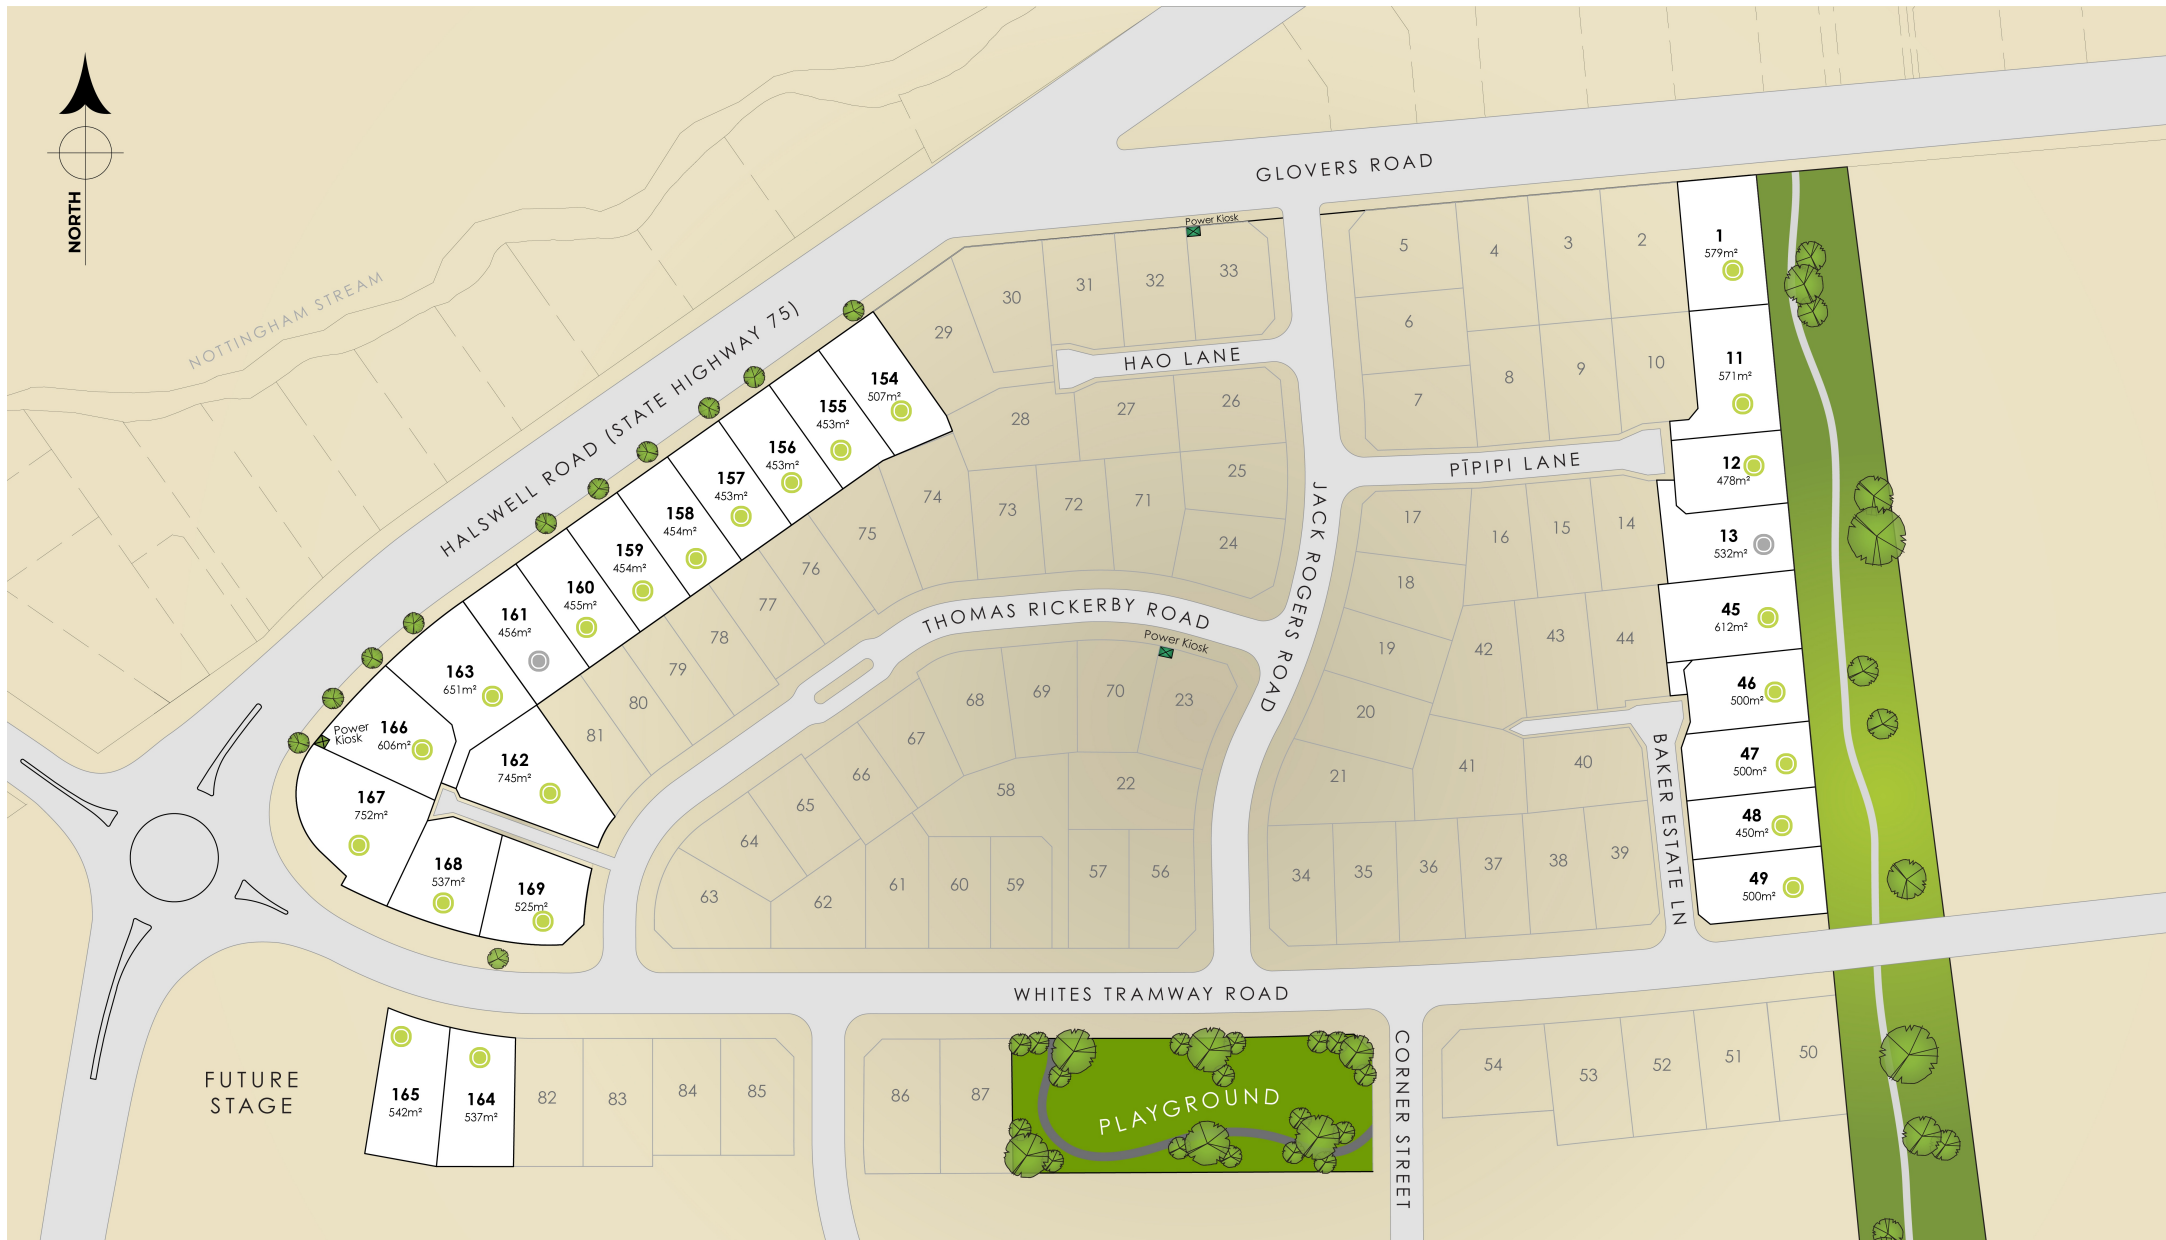 NORTH
NOTTINGHAM STREAM
HALSWELL ROAD (STATE HIGHWAY 75)
GLOVERS ROAD
Power Kiosk
5
4
3
2
1
579m²
6
7
8
9
10
11
571m²
29
30
31
32
33
HAO LANE
28
27
26
25
24
PĪPIPI LANE
12
478m²
13
532m²
154
507m²
155
453m²
156
453m²
157
453m²
158
454m²
159
454m²
160
455m²
161
456m²
163
651m²
166
606m²
Power
Kiosk
162
745m²
167
752m²
168
537m²
169
525m²
74
73
72
71
75
76
77
78
79
80
81
THOMAS RICKERBY ROAD
Power Kiosk
JACK ROGERS ROAD
17
16
15
14
18
19
20
21
42
43
44
45
612m²
46
500m²
47
500m²
48
450m²
49
500m²
41
40
BAKER ESTATE LN
34
35
36
37
38
39
68
69
70
23
67
66
65
64
63
62
61
60
59
58
22
57
56
WHITES TRAMWAY ROAD
FUTURE
STAGE
165
542m²
164
537m²
82
83
84
85
86
87
PLAYGROUND
CORNER STREET
54
53
52
51
50